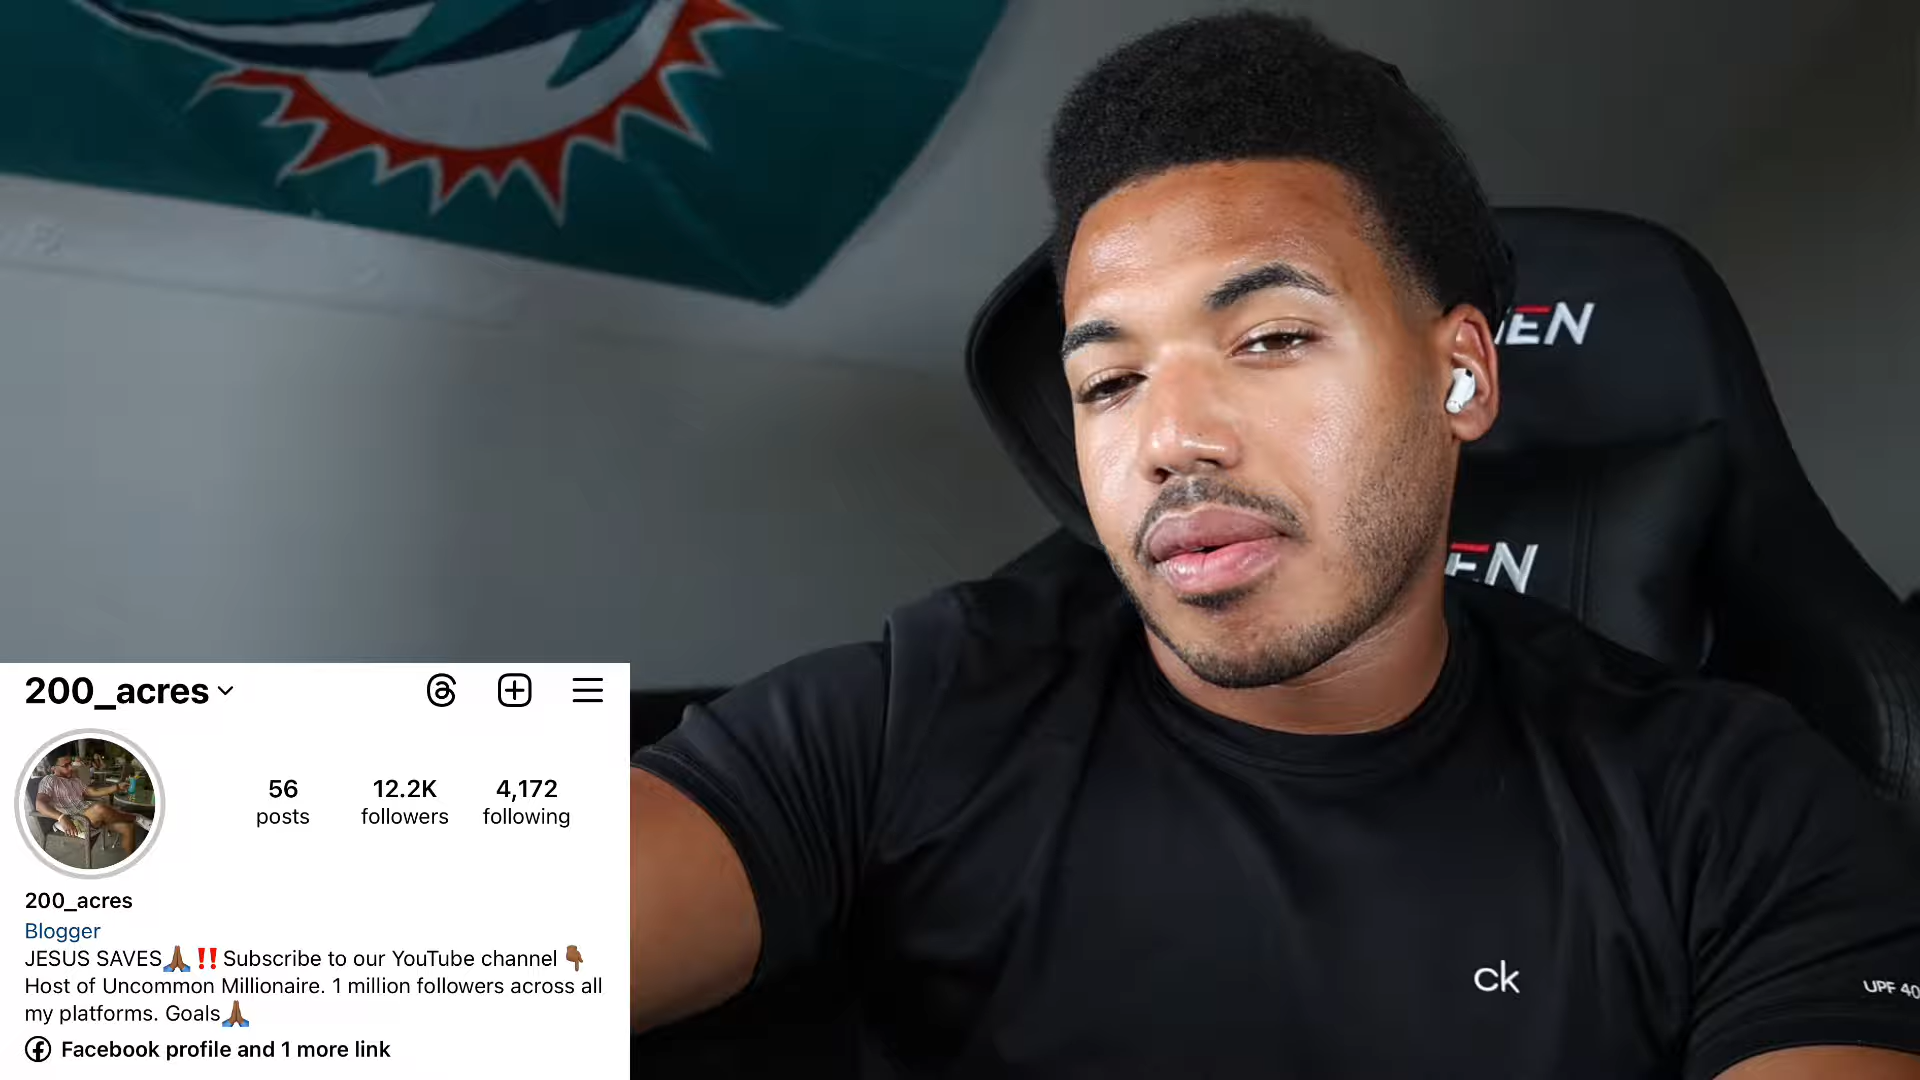 EN
EN
ck
UPF 40
200_acres
56
posts
12.2K
followers
4,172
following
200_acres
Blogger
JESUS SAVES🙏🏾‼️Subscribe to our YouTube channel👇🏾
Host of Uncommon Millionaire. 1 million followers across all
my platforms. Goals🙏🏾
Facebook profile and 1 more link